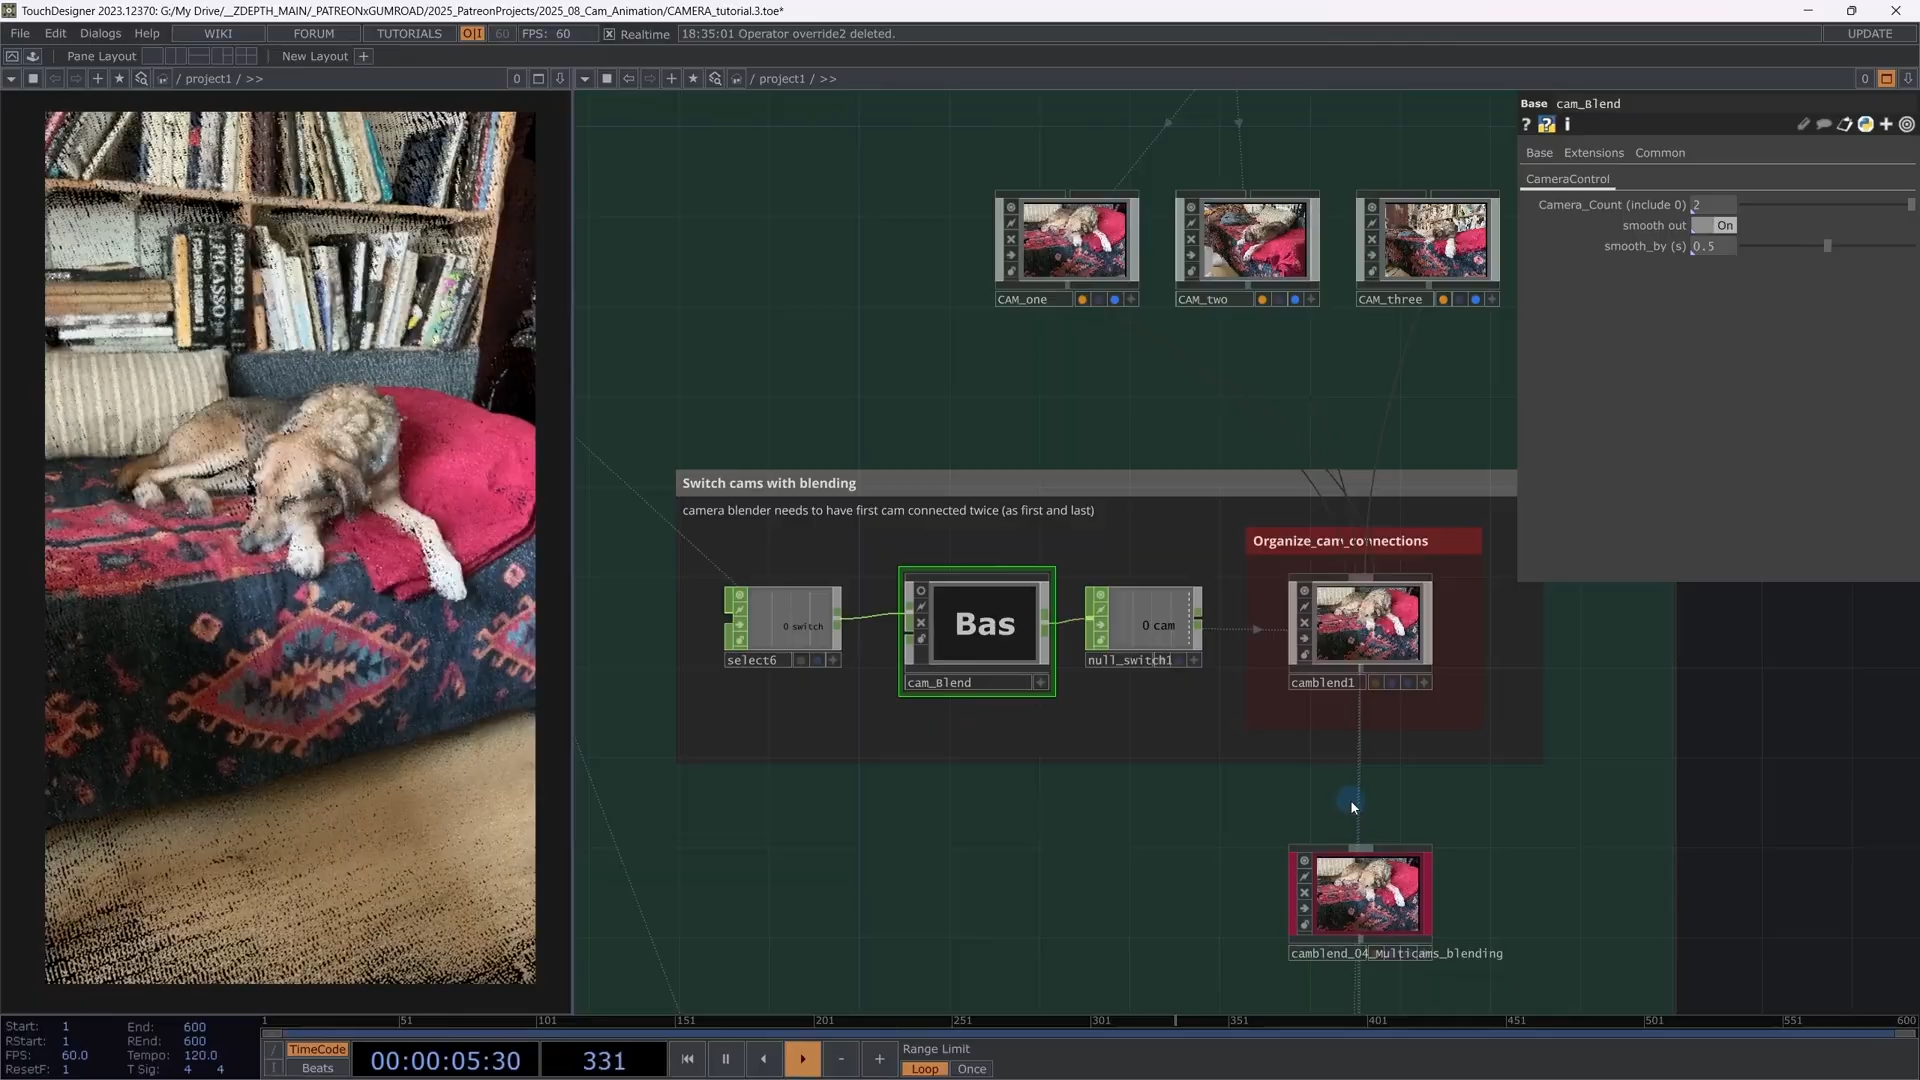 TouchDesigner 2023.12370: G:/My Drive/__ZDEPTH_MAIN/_PATREONxGUMROAD/2025_PatreonProjects/2025_08_Cam_Animation/CAMERA_tutorial.3.toe*
File Edit Dialogs Help WIKI FORUM TUTORIALS O|I 60 FPS: 60 Realtime 18:35:01 Operator override2 deleted. UPDATE
Pane Layout New Layout +
/ project1 / >> 0 / project1 / >> 0
Base cam_Blend
? ? i
Base Extensions Common
CameraControl
Camera_Count (include 0) 2
smooth out On
smooth_by (s) 0.5
CAM_one CAM_two CAM_three
PICASSO
Switch cams with blending
camera blender needs to have first cam connected twice (as first and last)
Organize_cam_connections
0 switch
Bas
0 cam
select6
null_switch1
cam_Blend
camblend1
camblend_04_Multicams_blending
1 51 101 151 201 251 301 351 401 451 501 551 600
Start: 1 End: 600
RStart: 1 REnd: 600
FPS: 60.0 Tempo: 120.0
ResetF: 1 T Sig: 4 4
TimeCode
Beats
00:00:05:30
331
Range Limit
Loop Once